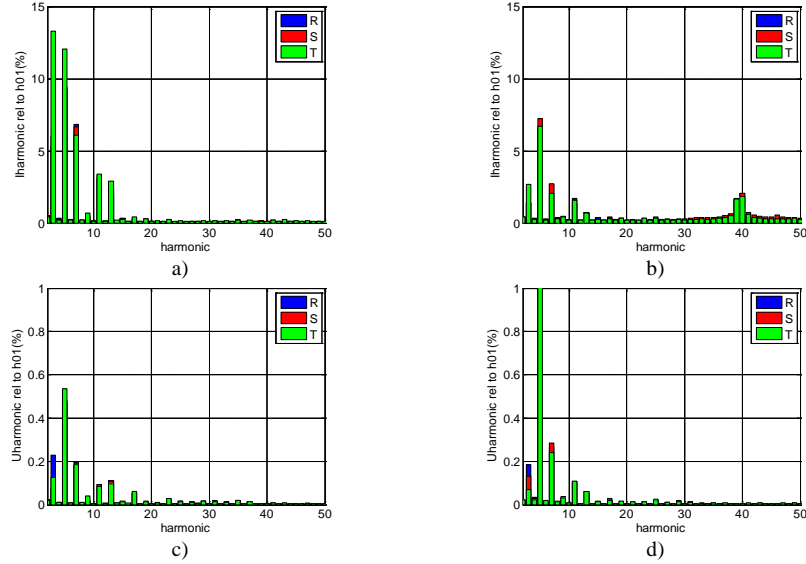 15
10
5
0
10
20
30
40
50
harmonic
Iharmonic rel to h01(%)
R
S
T
a)
15
10
5
0
10
20
30
40
50
harmonic
Iharmonic rel to h01(%)
R
S
T
b)
1
0.8
0.6
0.4
0.2
0
10
20
30
40
50
harmonic
Uharmonic rel to h01(%)
R
S
T
c)
1
0.8
0.6
0.4
0.2
0
10
20
30
40
50
harmonic
Uharmonic rel to h01(%)
R
S
T
d)